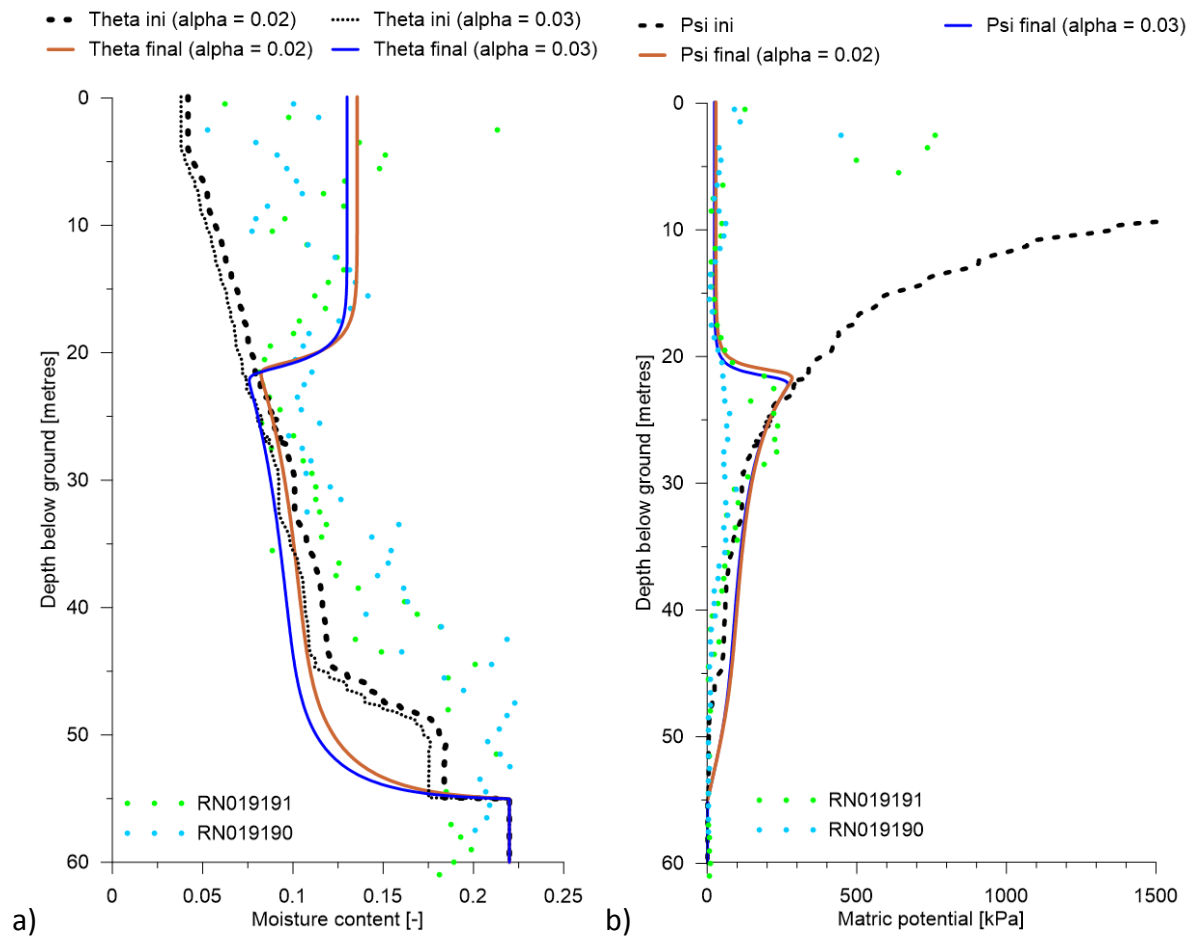 Theta ini (alpha = 0.02) Theta ini (alpha = 0.03)
Theta final (alpha = 0.02) Theta final (alpha = 0.03)
Psi ini Psi final (alpha = 0.03)
Psi final (alpha = 0.02)
0
10
20
30
40
50
60
Depth below ground [metres]
RN019191
RN019190
0 0.05 0.1 0.15 0.2 0.25
Moisture content [-]
a)
0
10
20
30
40
50
60
Depth below ground [metres]
RN019191
RN019190
0 500 1000 1500
Matric potential [kPa]
b)